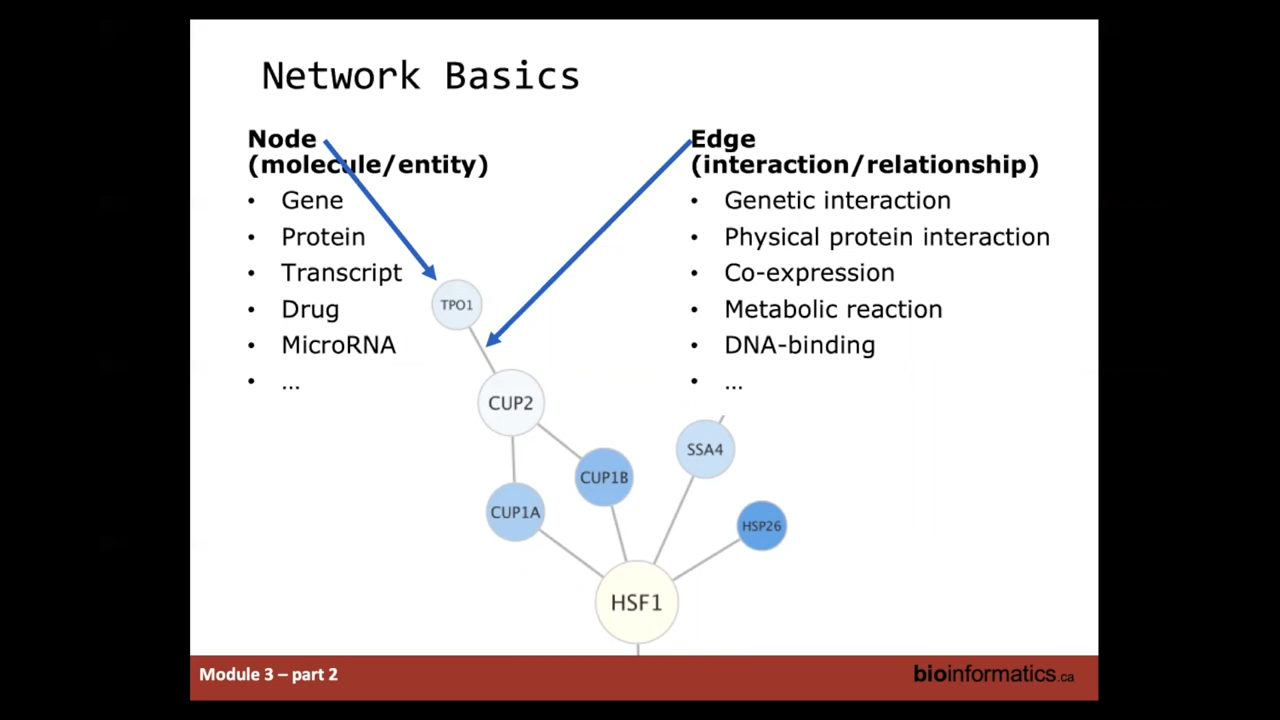 Network Basics
Node
(molecule/entity)
• Gene
• Protein
• Transcript
• Drug
• MicroRNA
• ...
Edge
(interaction/relationship)
• Genetic interaction
• Physical protein interaction
• Co-expression
• Metabolic reaction
• DNA-binding
• ...
TPO1
CUP2
SSA4
CUP1B
CUP1A
HSP26
HSF1
Module 3 – part 2
bioinformatics.ca